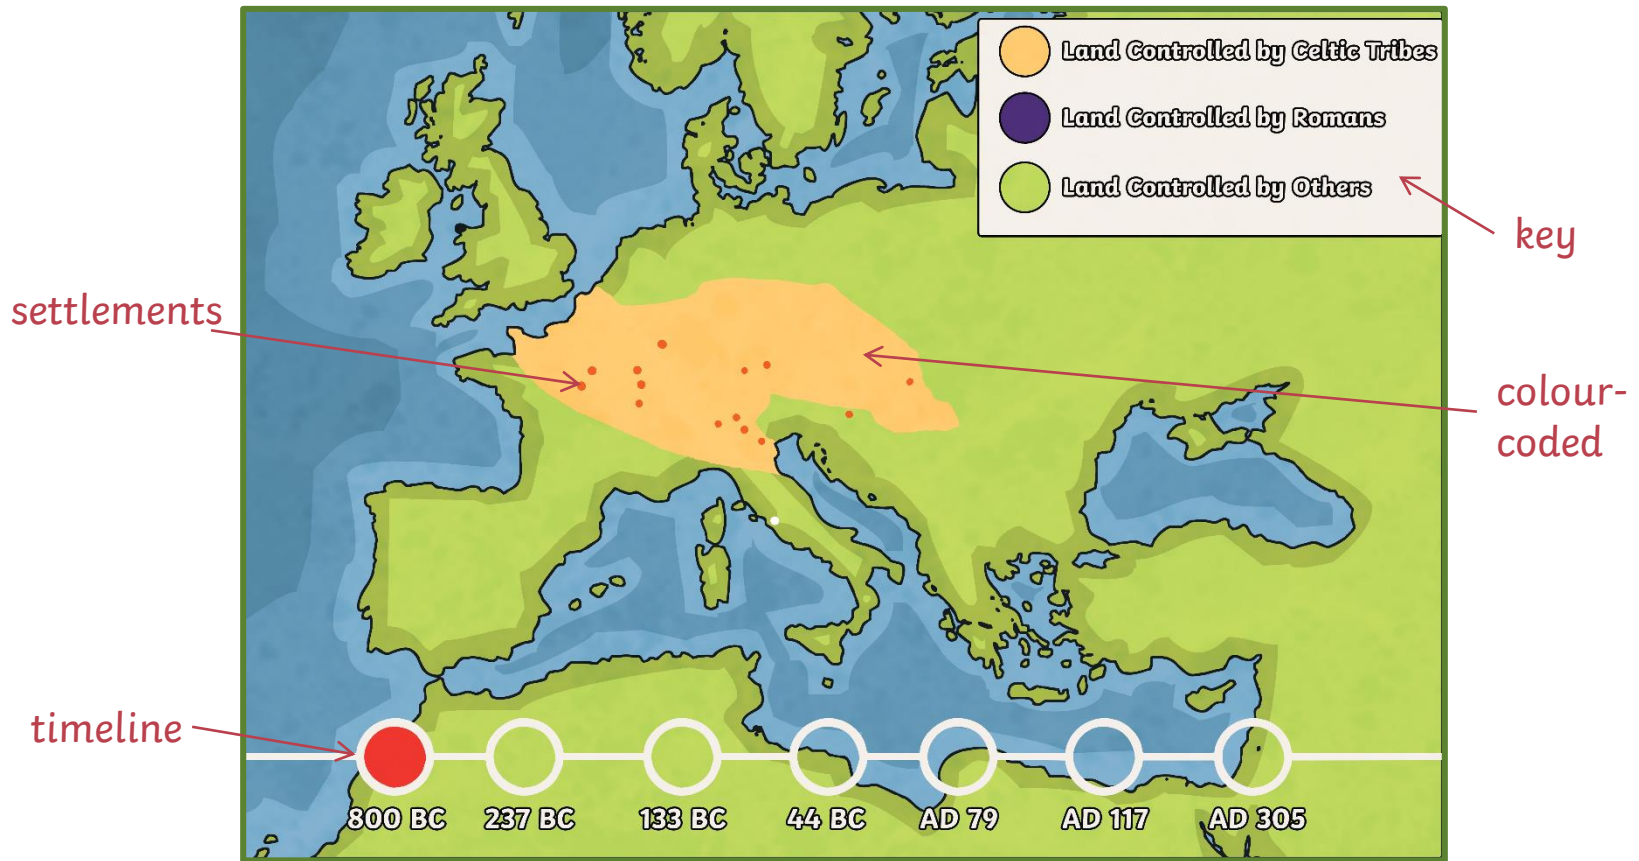 Land Controlled by Celtic Tribes
Land Controlled by Romans
Land Controlled by Others
key
settlements
colour-
coded
timeline
800 BC
237 BC
133 BC
44 BC
AD 79
AD 117
AD 305